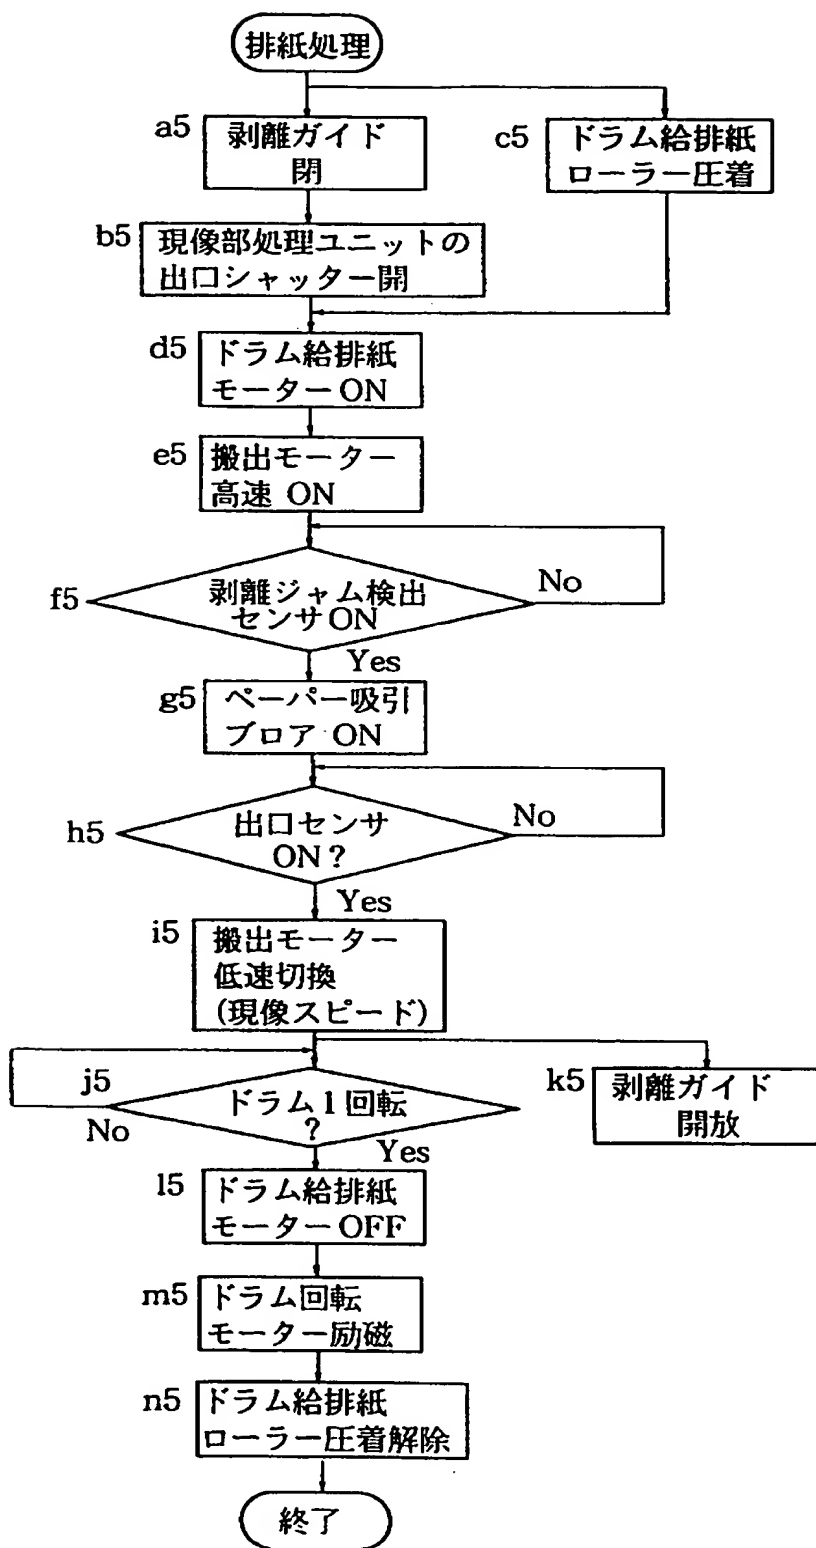 排紙処理
a5
剥離ガイド
閉
c5
ドラム給排紙
ローラー圧着
b5
現像部処理ユニットの
出口シャッター開
d5
ドラム給排紙
モーター ON
e5
搬出モーター
高速 ON
f5
剥離ジャム検出
センサ ON
No
Yes
g5
ペーパー吸引
ブロア ON
h5
出口センサ
ON？
No
Yes
i5
搬出モーター
低速切換
(現像スピード)
j5
ドラム1回転
？
No
Yes
k5
剥離ガイド
開放
l5
ドラム給排紙
モーター OFF
m5
ドラム回転
モーター励磁
n5
ドラム給排紙
ローラー圧着解除
終了